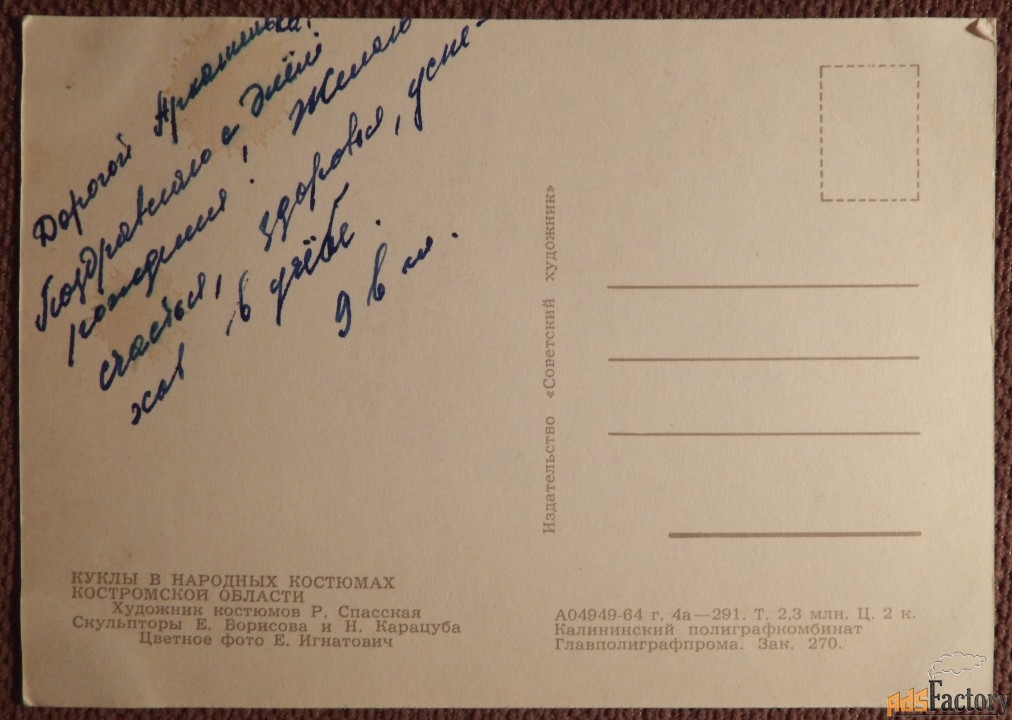 Дорогой Аркашенька!
Поздравляю с Днём
рождения! Желаю
счастья, здоровья, успе-
хов в учёбе.
9 в кл.
КУКЛЫ В НАРОДНЫХ КОСТЮМАХ
КОСТРОМСКОЙ ОБЛАСТИ
Художник костюмов Р. Спасская
Скульпторы Е. Борисова и Н. Карацуба
Цветное фото Е. Игнатович
Издательство «Советский художник»
А04949-64 г. 4а—291. Т. 2,3 млн. Ц. 2 к.
Калининский полиграфкомбинат
Главполиграфпрома. Зак. 270.
AdsFactory